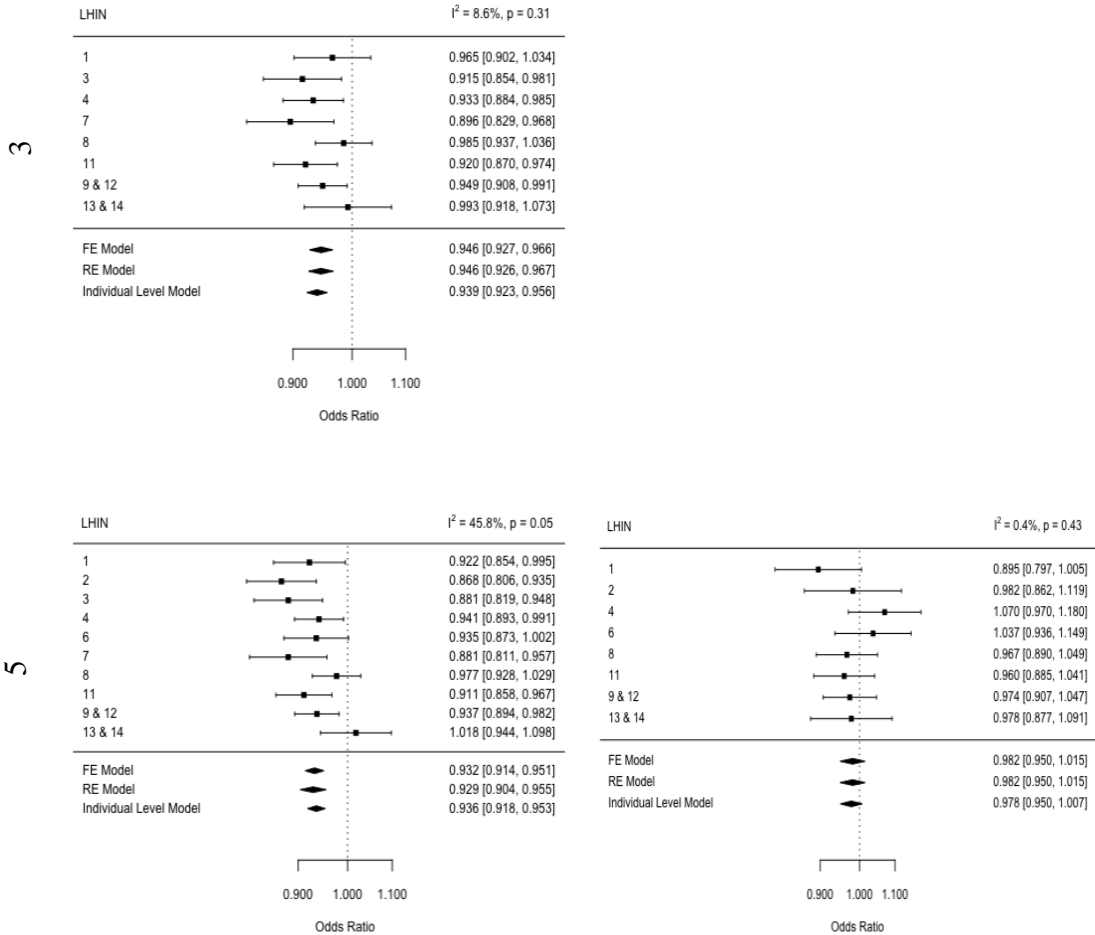 3
LHIN I² = 8.6%, p = 0.31
1 0.965 [0.902, 1.034]
3 0.915 [0.854, 0.981]
4 0.933 [0.884, 0.985]
7 0.896 [0.829, 0.968]
8 0.985 [0.937, 1.036]
11 0.920 [0.870, 0.974]
9 & 12 0.949 [0.908, 0.991]
13 & 14 0.993 [0.918, 1.073]
FE Model 0.946 [0.927, 0.966]
RE Model 0.946 [0.926, 0.967]
Individual Level Model 0.939 [0.923, 0.956]
0.900 1.000 1.100
Odds Ratio
5
LHIN I² = 45.8%, p = 0.05
1 0.922 [0.854, 0.995]
2 0.868 [0.806, 0.935]
3 0.881 [0.819, 0.948]
4 0.941 [0.893, 0.991]
6 0.935 [0.873, 1.002]
7 0.881 [0.811, 0.957]
8 0.977 [0.928, 1.029]
11 0.911 [0.858, 0.967]
9 & 12 0.937 [0.894, 0.982]
13 & 14 1.018 [0.944, 1.098]
FE Model 0.932 [0.914, 0.951]
RE Model 0.929 [0.904, 0.955]
Individual Level Model 0.936 [0.918, 0.953]
0.900 1.000 1.100
Odds Ratio
LHIN I² = 0.4%, p = 0.43
1 0.895 [0.797, 1.005]
2 0.982 [0.862, 1.119]
4 1.070 [0.970, 1.180]
6 1.037 [0.936, 1.149]
8 0.967 [0.890, 1.049]
11 0.960 [0.885, 1.041]
9 & 12 0.974 [0.907, 1.047]
13 & 14 0.978 [0.877, 1.091]
FE Model 0.982 [0.950, 1.015]
RE Model 0.982 [0.950, 1.015]
Individual Level Model 0.978 [0.950, 1.007]
0.900 1.000 1.100
Odds Ratio